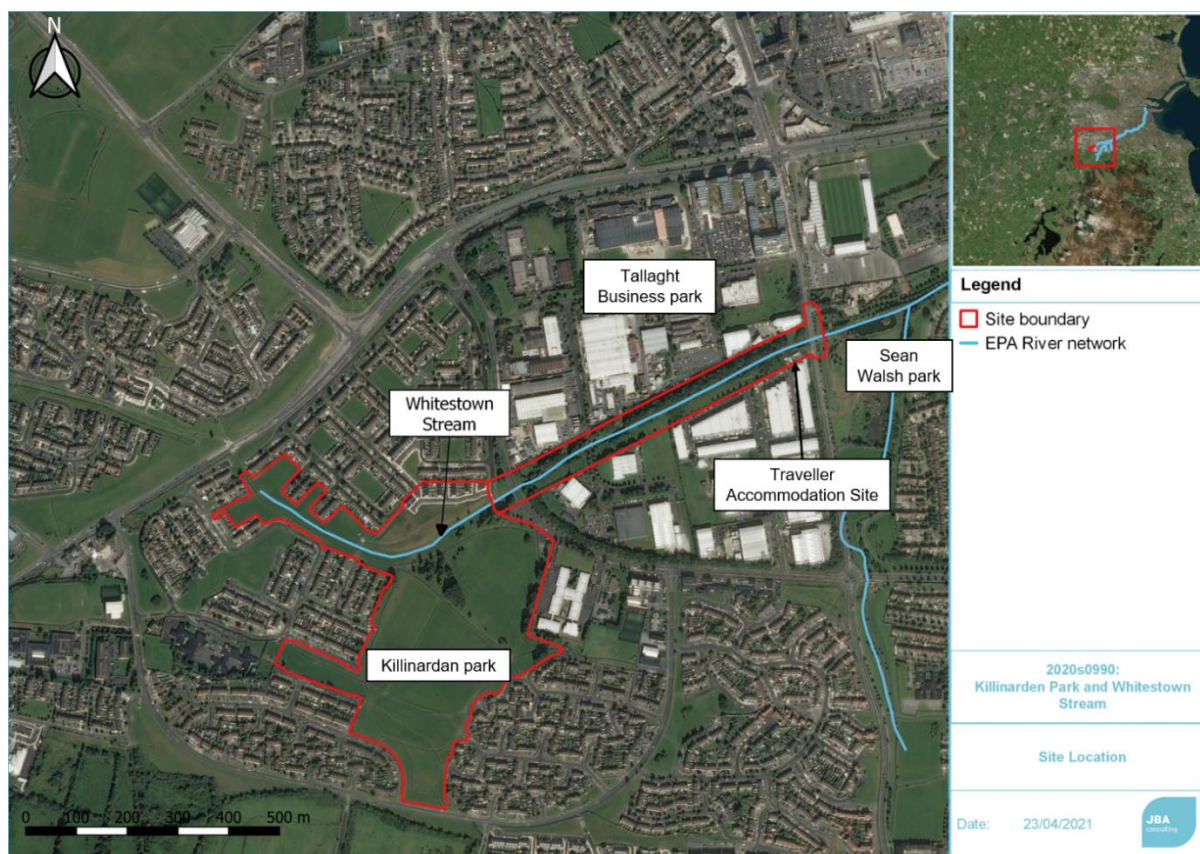 N
Tallaght
Business park
Sean
Walsh park
Whitestown
Stream
Traveller
Accommodation Site
Killinardan park
0 100 200 300 400 500 m
Legend
Site boundary
EPA River network
2020s0990:
Killinarden Park and Whitestown
Stream
Site Location
Date: 23/04/2021
JBA
consulting